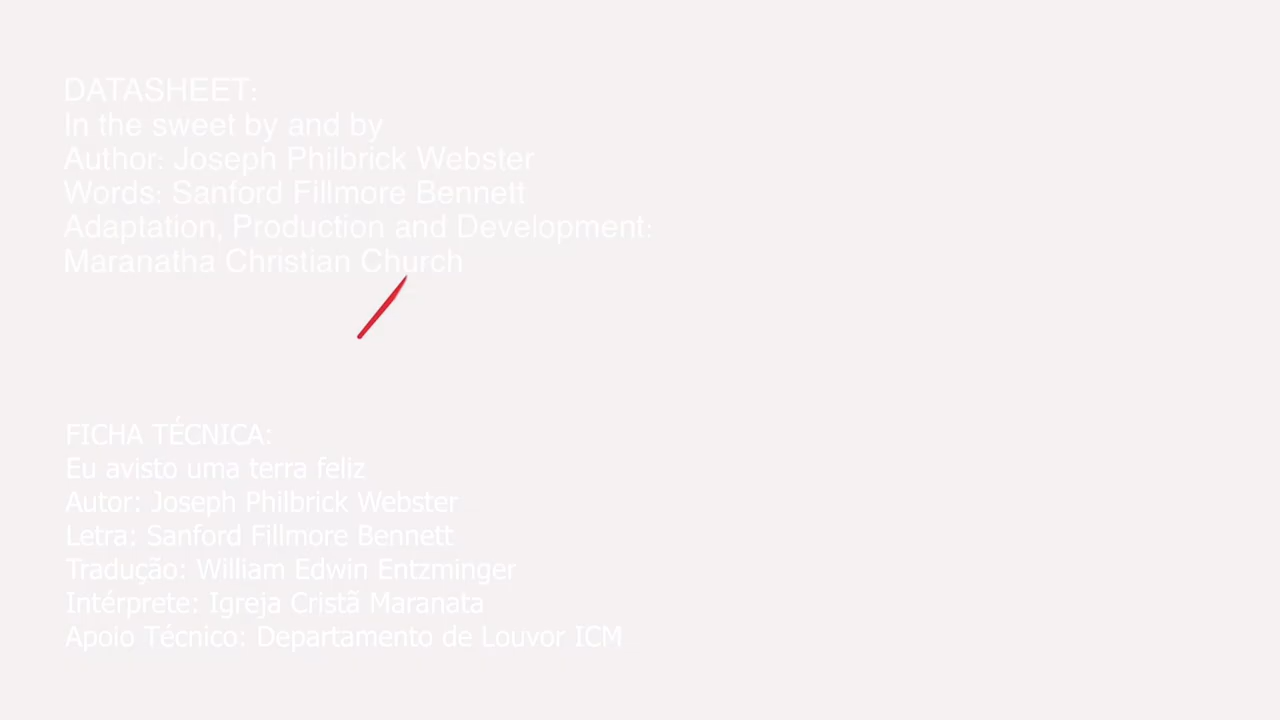 DATASHEET:
In the sweet by and by
Author: Joseph Philbrick Webster
Words: Sanford Fillmore Bennett
Adaptation, Production and Development:
Maranatha Christian Church
FICHA TÉCNICA:
Eu avisto uma terra feliz
Autor: Joseph Philbrick Webster
Letra: Sanford Fillmore Bennett
Tradução: William Edwin Entzminger
Intérprete: Igreja Cristã Maranata
Apoio Técnico: Departamento de Louvor ICM